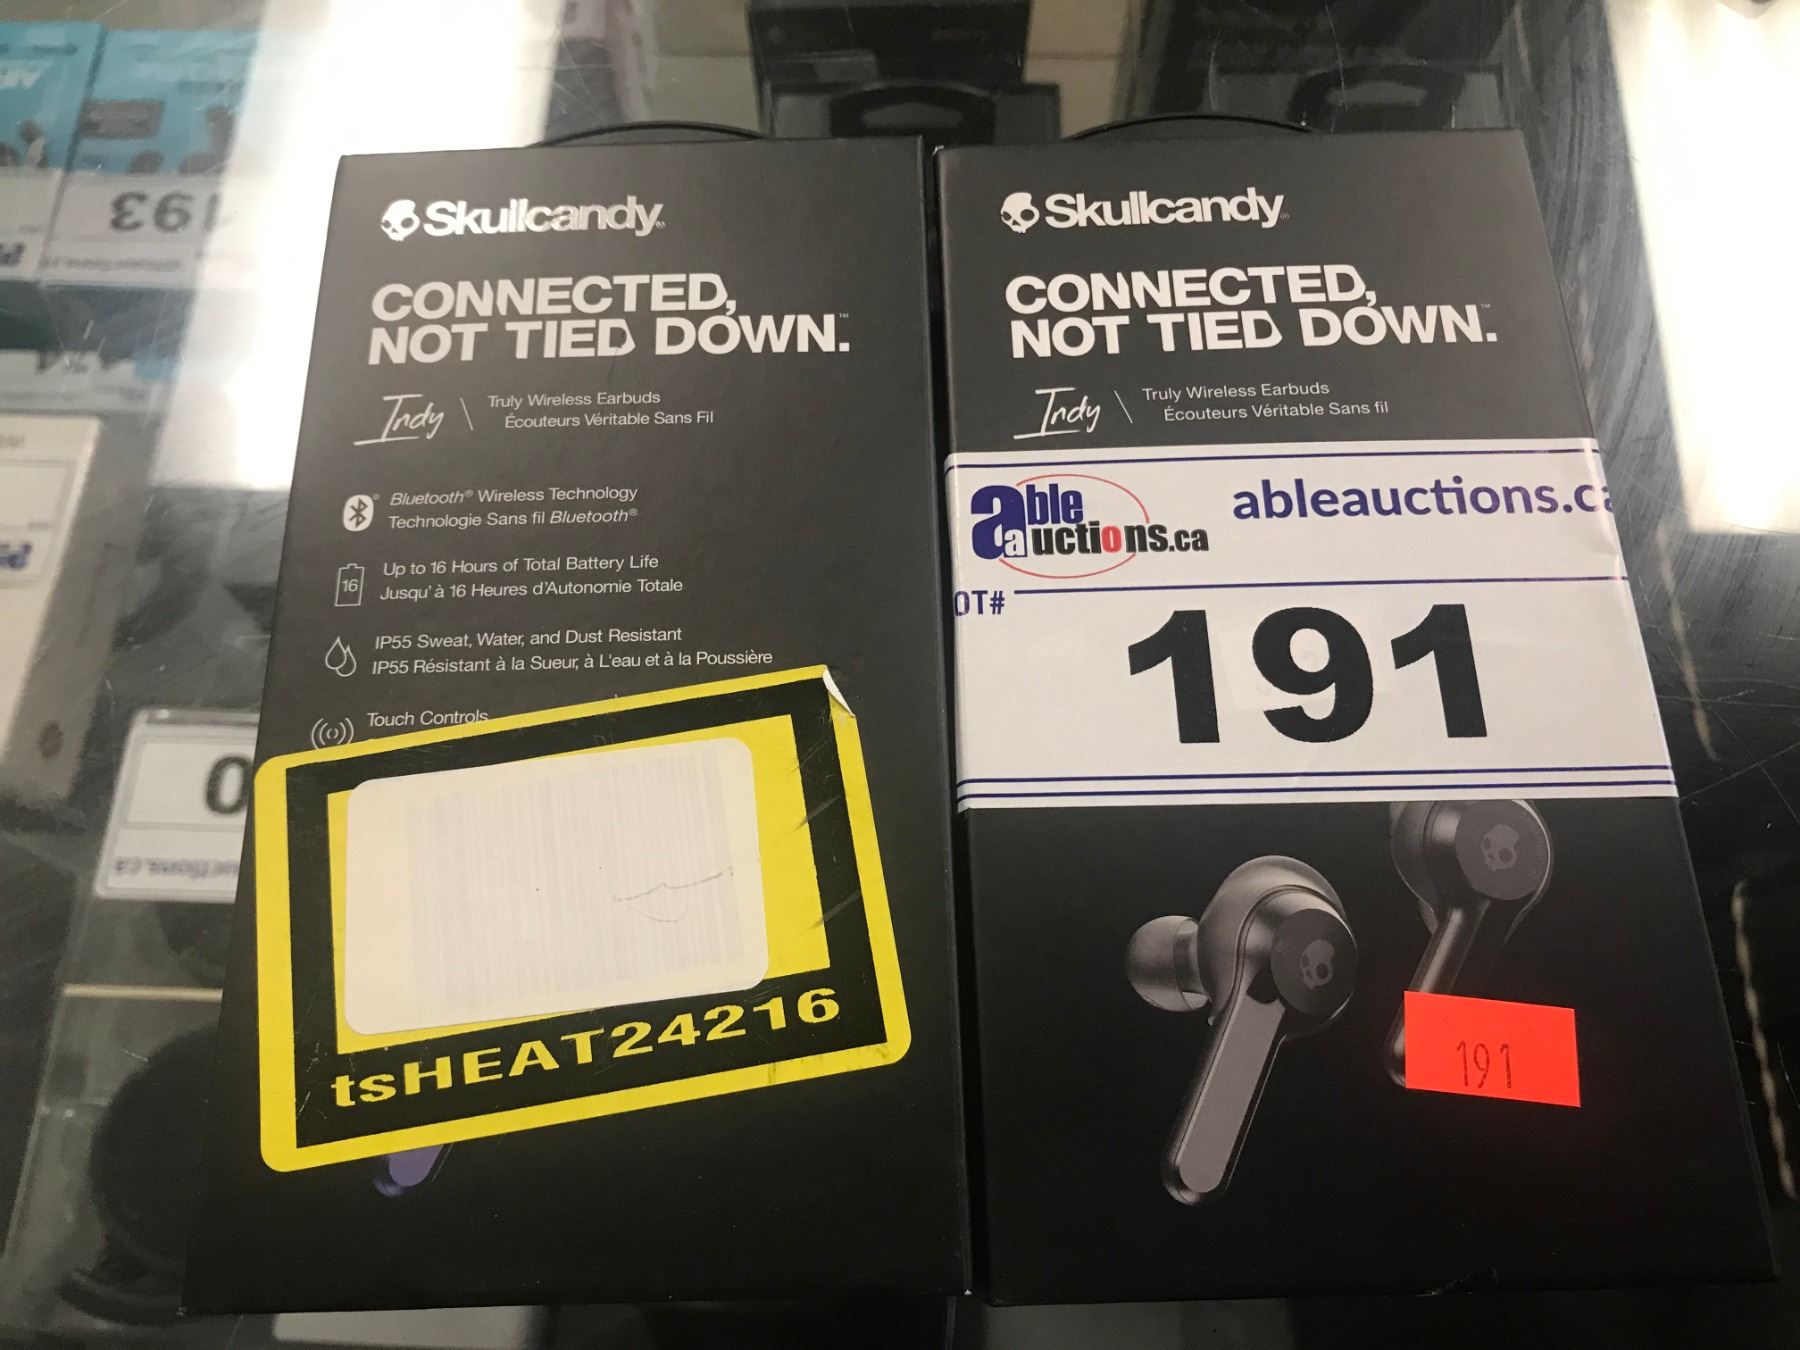 Skullcandy
CONNECTED,
NOT TIED DOWN.™
Indy \ Truly Wireless Earbuds
Écouteurs Véritable Sans Fil
Bluetooth® Wireless Technology
Technologie Sans fil Bluetooth®
16
Up to 16 Hours of Total Battery Life
Jusqu'à 16 Heures d'Autonomie Totale
IP55 Sweat, Water, and Dust Resistant
IP55 Résistant à la Sueur, à L'eau et à la Poussière
Touch Controls
tsHEAT24216
Skullcandy®
CONNECTED,
NOT TIED DOWN.™
Indy \ Truly Wireless Earbuds
Écouteurs Véritable Sans fil
able auctions.ca
ableauctions.ca
OT#
191
191
193
0